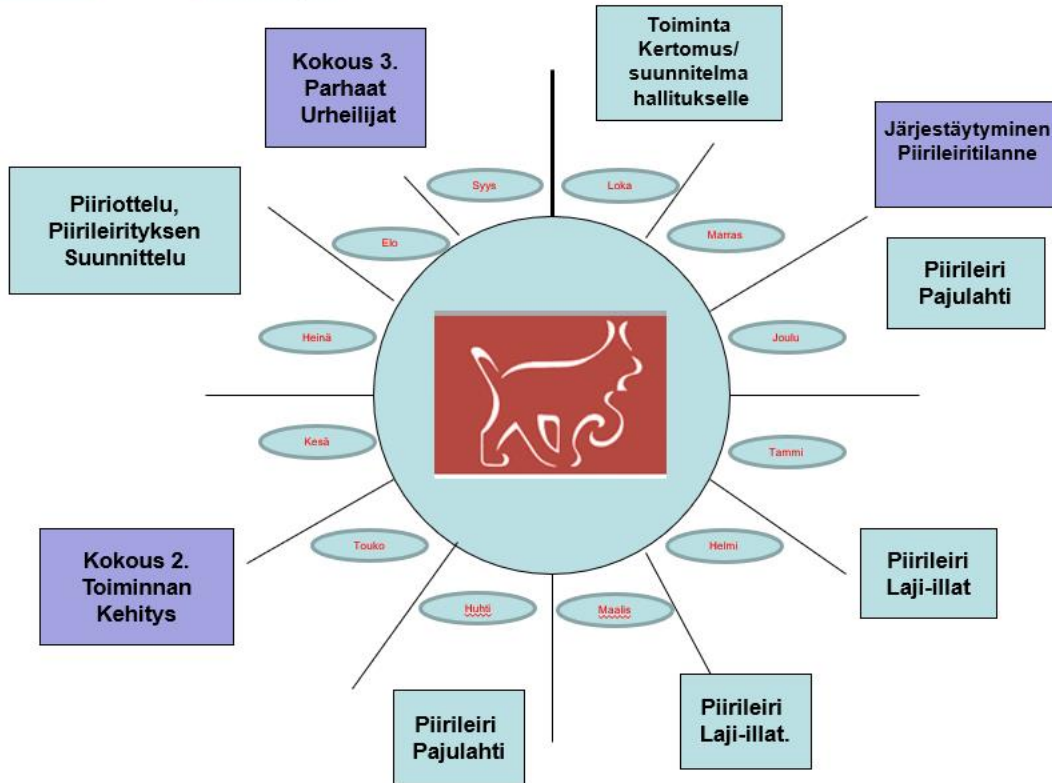 Toiminta
Kertomus/
suunnitelma
hallitukselle
Kokous 3.
Parhaat
Urheilijat
Järjestäytyminen
Piirileiritilanne
Piiriottelu,
Piirileirityksen
Suunnittelu
Syys
Loka
Elo
Marras
Piirileiri
Pajulahti
Heinä
Joulu
Kesä
Tammi
Touko
Helmi
Kokous 2.
Toiminnan
Kehitys
Piirileiri
Laji-illat
Huhti
Maalis
Piirileiri
Pajulahti
Piirileiri
Laji-illat.